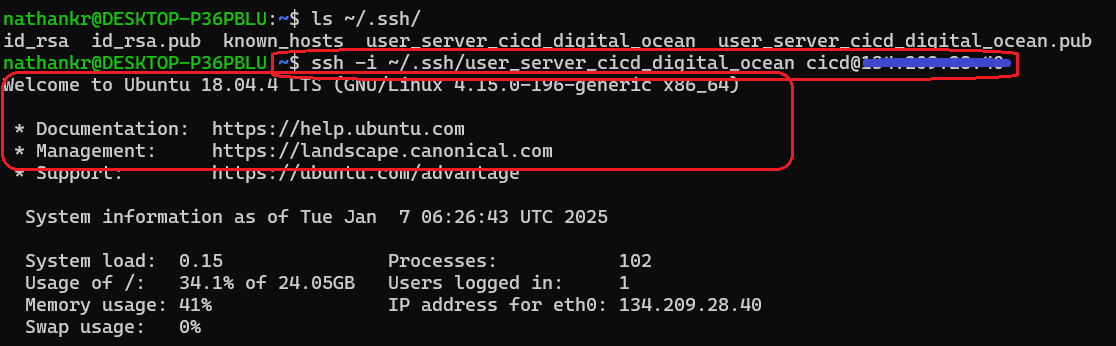 nathankr@DESKTOP-P36PBLU:~$ ls ~/.ssh/
id_rsa  id_rsa.pub  known_hosts  user_server_cicd_digital_ocean  user_server_cicd_digital_ocean.pub
nathankr@DESKTOP-P36PBLU:~$ ssh -i ~/.ssh/user_server_cicd_digital_ocean cicd@
Welcome to Ubuntu 18.04.4 LTS (GNU/Linux 4.15.0-196-generic x86_64)
* Documentation:  https://help.ubuntu.com
* Management:     https://landscape.canonical.com
* Support:        https://ubuntu.com/advantage
System information as of Tue Jan  7 06:26:43 UTC 2025
System load:  0.15               Processes:           102
Usage of /:   34.1% of 24.05GB   Users logged in:     1
Memory usage: 41%                IP address for eth0: 134.209.28.40
Swap usage:   0%